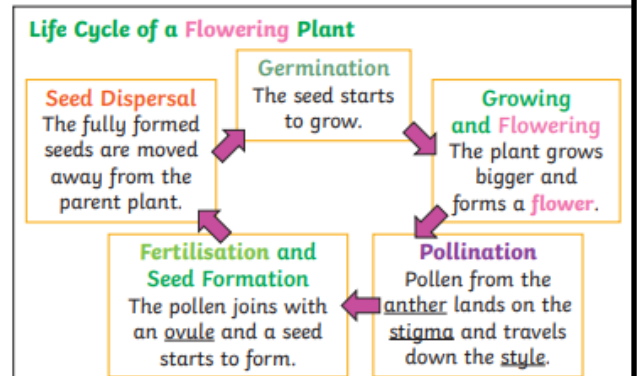 Life Cycle of a Flowering Plant
Germination
The seed starts
to grow.
Growing
and Flowering
The plant grows
bigger and
forms a flower.
Pollination
Pollen from the
anther lands on the
stigma and travels
down the style.
Fertilisation and
Seed Formation
The pollen joins with
an ovule and a seed
starts to form.
Seed Dispersal
The fully formed
seeds are moved
away from the
parent plant.